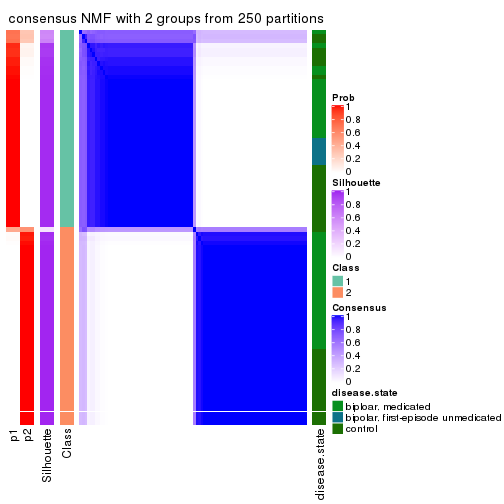 consensus NMF with 2 groups from 250 partitions
Prob
1
0.8
0.6
0.4
0.2
0
Silhouette
1
0.8
0.6
0.4
0.2
0
Class
1
2
Consensus
1
0.8
0.6
0.4
0.2
0
disease.state
biploar, medicated
bipolar, first-episode unmedicated
control
p1
p2
Silhouette
Class
disease.state